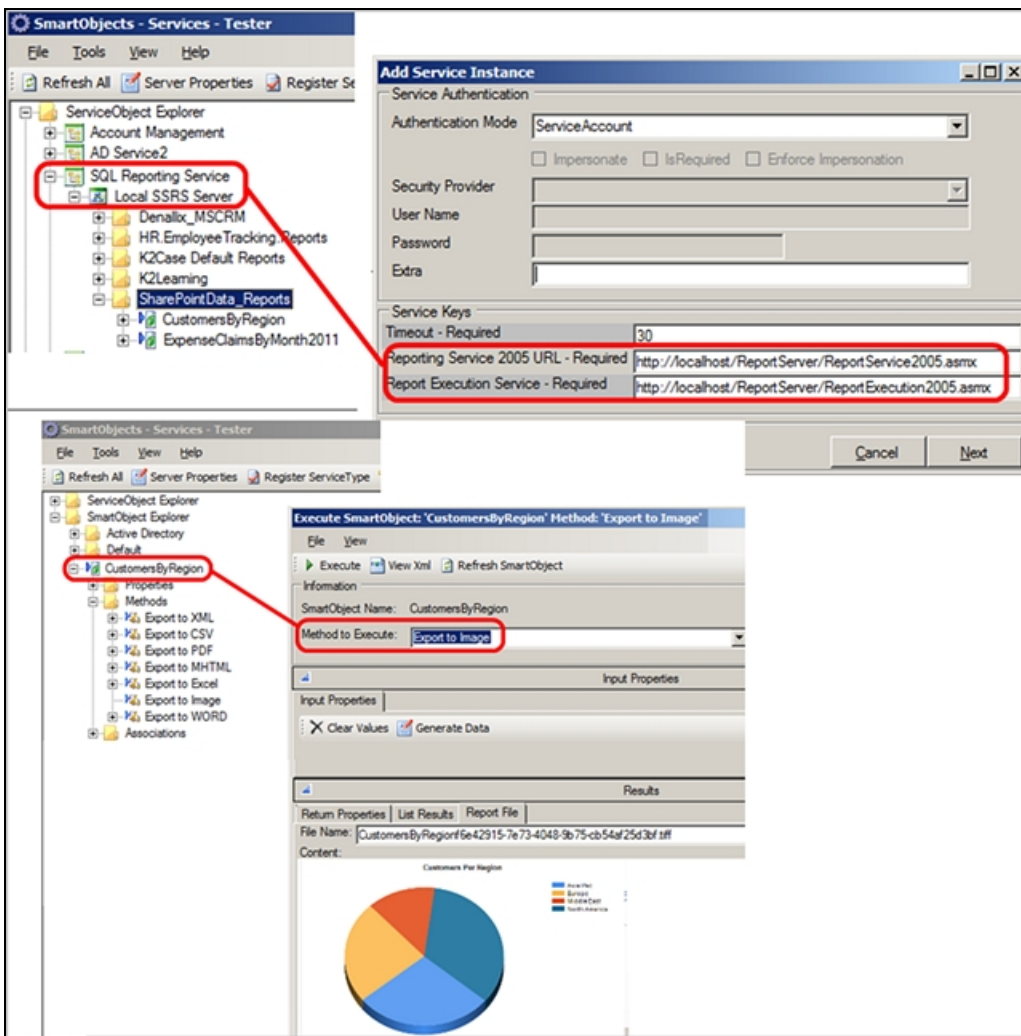 SmartObjects - Services - Tester
File Tools View Help
Refresh All Server Properties Register Se
ServiceObject Explorer
Account Management
AD Service2
SQL Reporting Service
Local SSRS Server
Denallix_MSCRM
HR.EmployeeTracking.Reports
K2Case Default Reports
K2Learning
SharePointData_Reports
CustomersByRegion
ExpenseClaimsByMonth2011
Add Service Instance
Service Authentication
Authentication Mode ServiceAccount
Impersonate IsRequired Enforce Impersonation
Security Provider
User Name
Password
Extra
Service Keys
Timeout - Required 30
Reporting Service 2005 URL - Required http://localhost/ReportServer/ReportService2005.asmx
Report Execution Service - Required http://localhost/ReportServer/ReportExecution2005.asmx
Cancel Next
SmartObjects - Services - Tester
File Tools View Help
Refresh All Server Properties Register ServiceType
ServiceObject Explorer
SmartObject Explorer
Active Directory
Default
CustomersByRegion
Properties
Methods
Export to XML
Export to CSV
Export to PDF
Export to MHTML
Export to Excel
Export to Image
Export to WORD
Associations
Execute SmartObject: 'CustomersByRegion' Method: 'Export to Image'
File View
Execute View Xml Refresh SmartObject
Information
SmartObject Name: CustomersByRegion
Method to Execute: Export to Image
Input Properties
Input Properties
Clear Values Generate Data
Results
Return Properties List Results Report File
File Name: CustomersByRegionf6e42915-7e73-4048-9b75-cb54af25d3bf.tiff
Content:
Customers Per Region
Europe
Middle East
North America